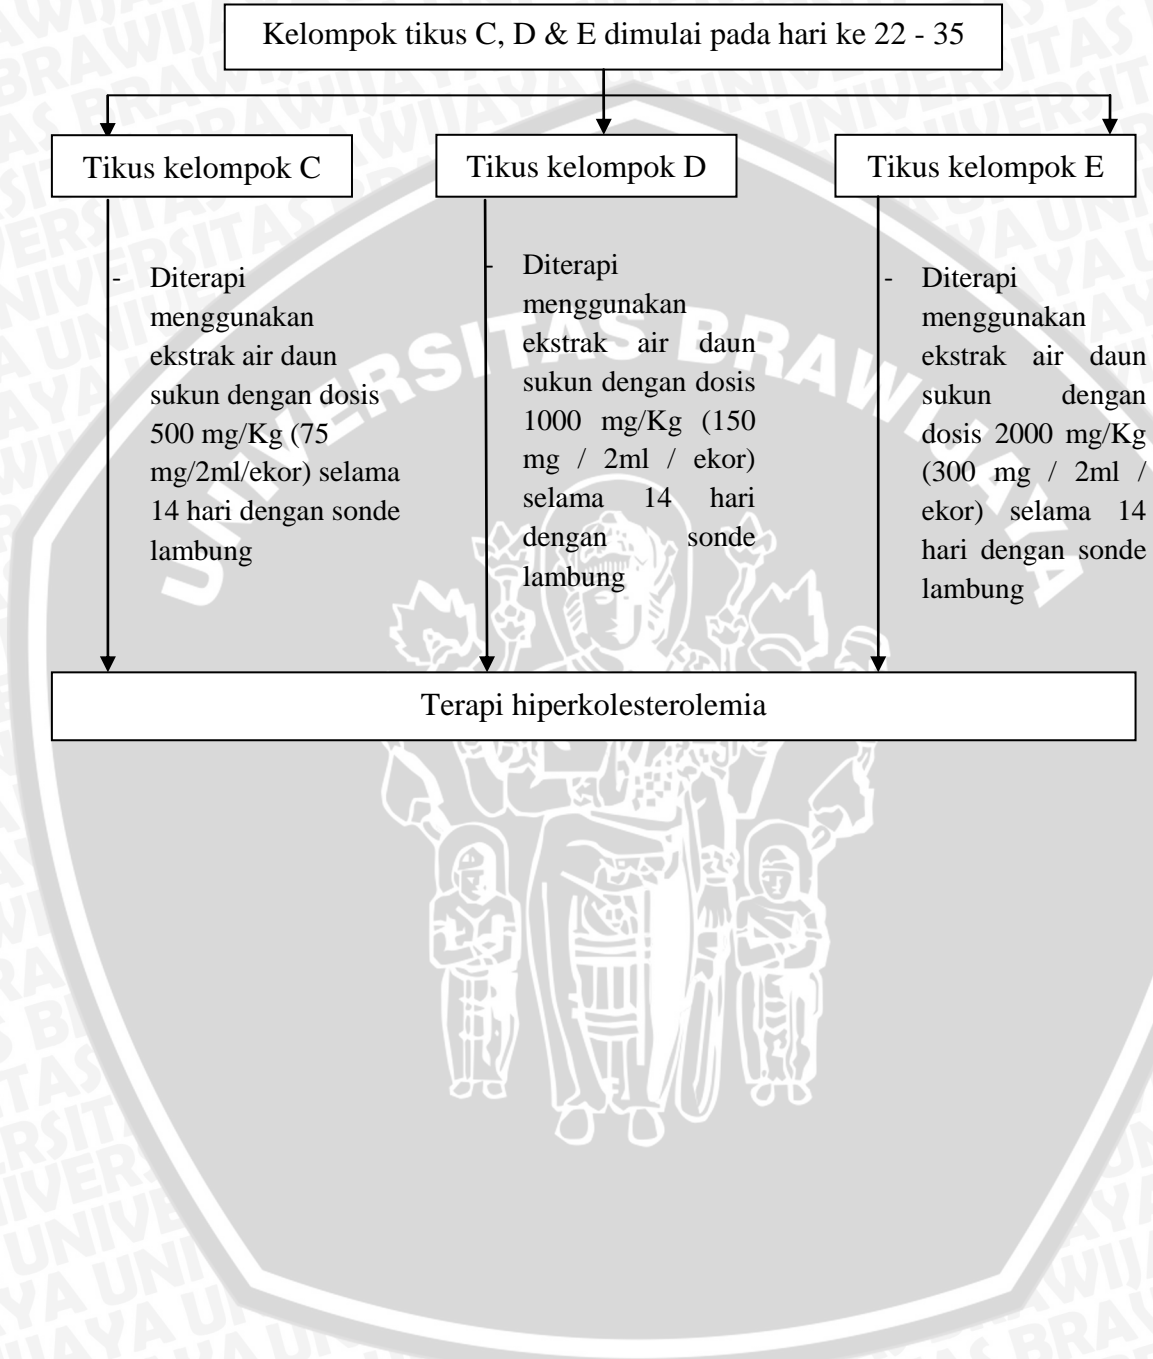 Kelompok tikus C, D & E dimulai pada hari ke 22 - 35
Tikus kelompok C
Tikus kelompok D
Tikus kelompok E
- Diterapi
menggunakan
ekstrak air daun
sukun dengan dosis
500 mg/Kg (75
mg/2ml/ekor) selama
14 hari dengan sonde
lambung
- Diterapi
menggunakan
ekstrak air daun
sukun dengan dosis
1000 mg/Kg (150
mg / 2ml / ekor)
selama 14 hari
dengan sonde
lambung
- Diterapi
menggunakan
ekstrak air daun
sukun dengan
dosis 2000 mg/Kg
(300 mg / 2ml /
ekor) selama 14
hari dengan sonde
lambung
Terapi hiperkolesterolemia
UNIVERSITAS BRAWIJAYA